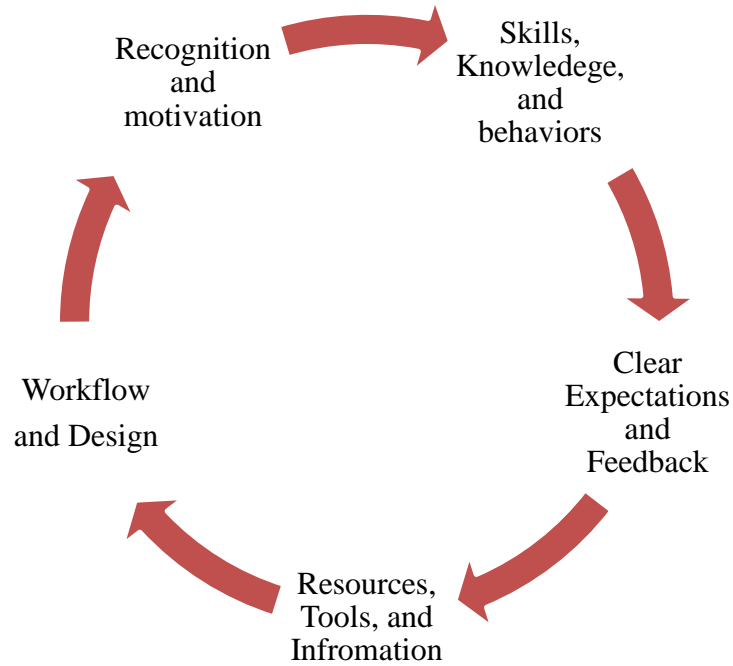 Recognition
and
motivation
Skills,
Knowledege,
and
behaviors
Clear
Expectations
and
Feedback
Resources,
Tools, and
Infromation
Workflow
and Design